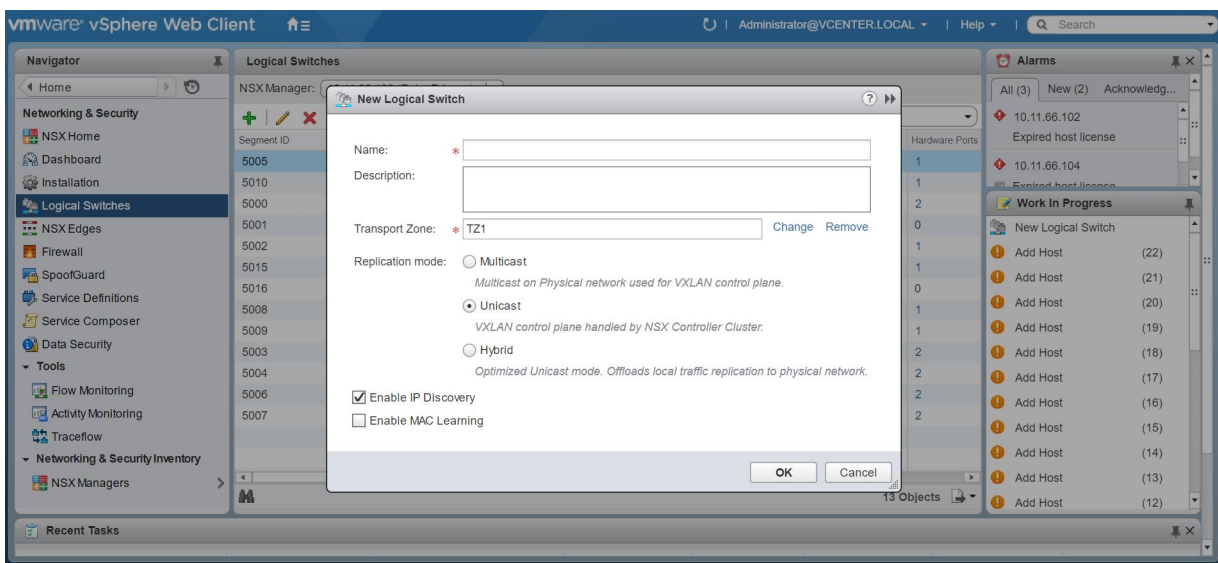 vmware® vSphere Web Client
Administrator@VCENTER.LOCAL
Help
Search
Navigator
Home
Networking & Security
NSX Home
Dashboard
Installation
Logical Switches
NSX Edges
Firewall
SpoofGuard
Service Definitions
Service Composer
Data Security
Tools
Flow Monitoring
Activity Monitoring
Traceflow
Networking & Security Inventory
NSX Managers
Logical Switches
NSX Manager:
Segment ID
Hardware Ports
5005 1
5010 1
5000 2
5001 0
5002 1
5015 1
5016 0
5008 1
5009 1
5003 2
5004 2
5006 2
5007 2
13 Objects
New Logical Switch
Name: *
Description:
Transport Zone: * TZ1 Change Remove
Replication mode: Multicast
Multicast on Physical network used for VXLAN control plane.
Unicast
VXLAN control plane handled by NSX Controller Cluster.
Hybrid
Optimized Unicast mode. Offloads local traffic replication to physical network.
Enable IP Discovery
Enable MAC Learning
OK Cancel
Alarms
All (3) New (2) Acknowledg...
10.11.66.102
Expired host license
10.11.66.104
Expired host license
Work In Progress
New Logical Switch
Add Host (22)
Add Host (21)
Add Host (20)
Add Host (19)
Add Host (18)
Add Host (17)
Add Host (16)
Add Host (15)
Add Host (14)
Add Host (13)
Add Host (12)
Recent Tasks